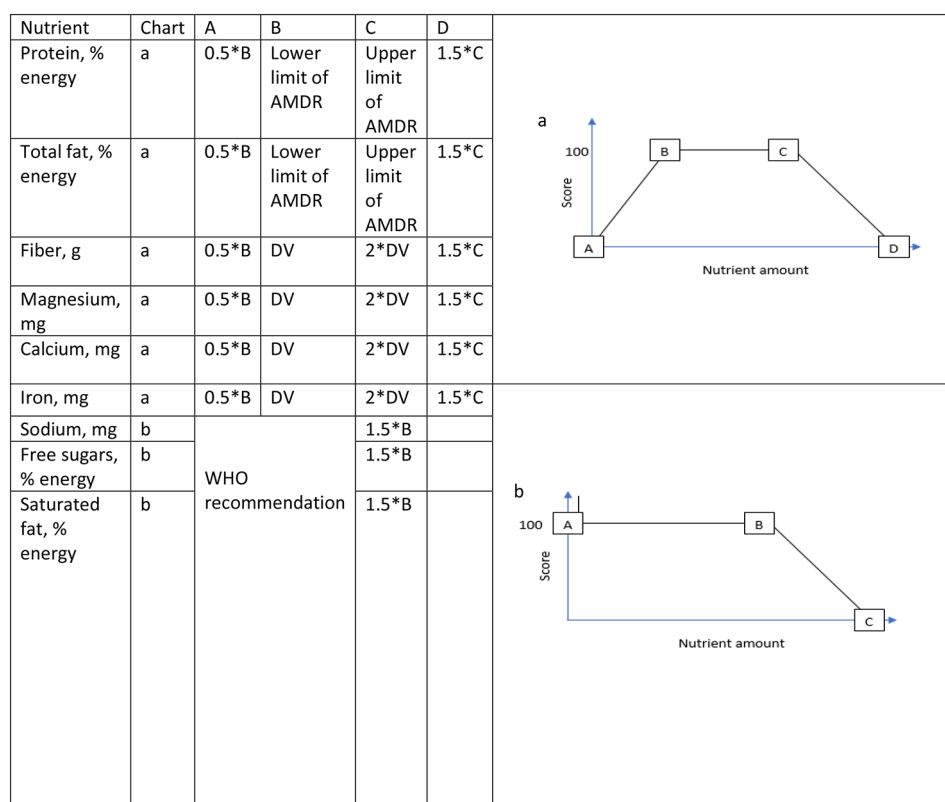 Nutrient Chart A B C D
Protein, % a 0.5*B Lower Upper 1.5*C
energy limit of limit
AMDR of
AMDR
Total fat, % a 0.5*B Lower Upper 1.5*C
energy limit of limit
AMDR of
AMDR
Fiber, g a 0.5*B DV 2*DV 1.5*C
Magnesium, a 0.5*B DV 2*DV 1.5*C
mg
Calcium, mg a 0.5*B DV 2*DV 1.5*C
Iron, mg a 0.5*B DV 2*DV 1.5*C
Sodium, mg b 1.5*B
Free sugars, b 1.5*B
% energy WHO
recommendation
Saturated b 1.5*B
fat, %
energy
a
100
B
C
Score
A
D
Nutrient amount
b
100
A
B
Score
C
Nutrient amount